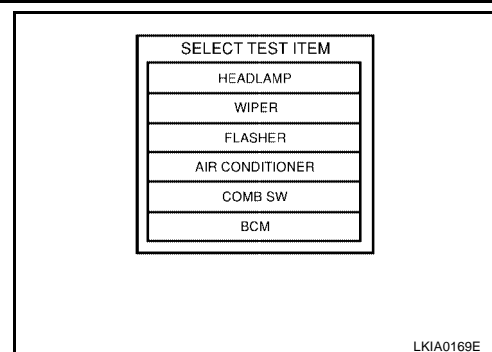 SELECT TEST ITEM
HEADLAMP
WIPER
FLASHER
AIR CONDITIONER
COMB SW
BCM
LKIA0169E